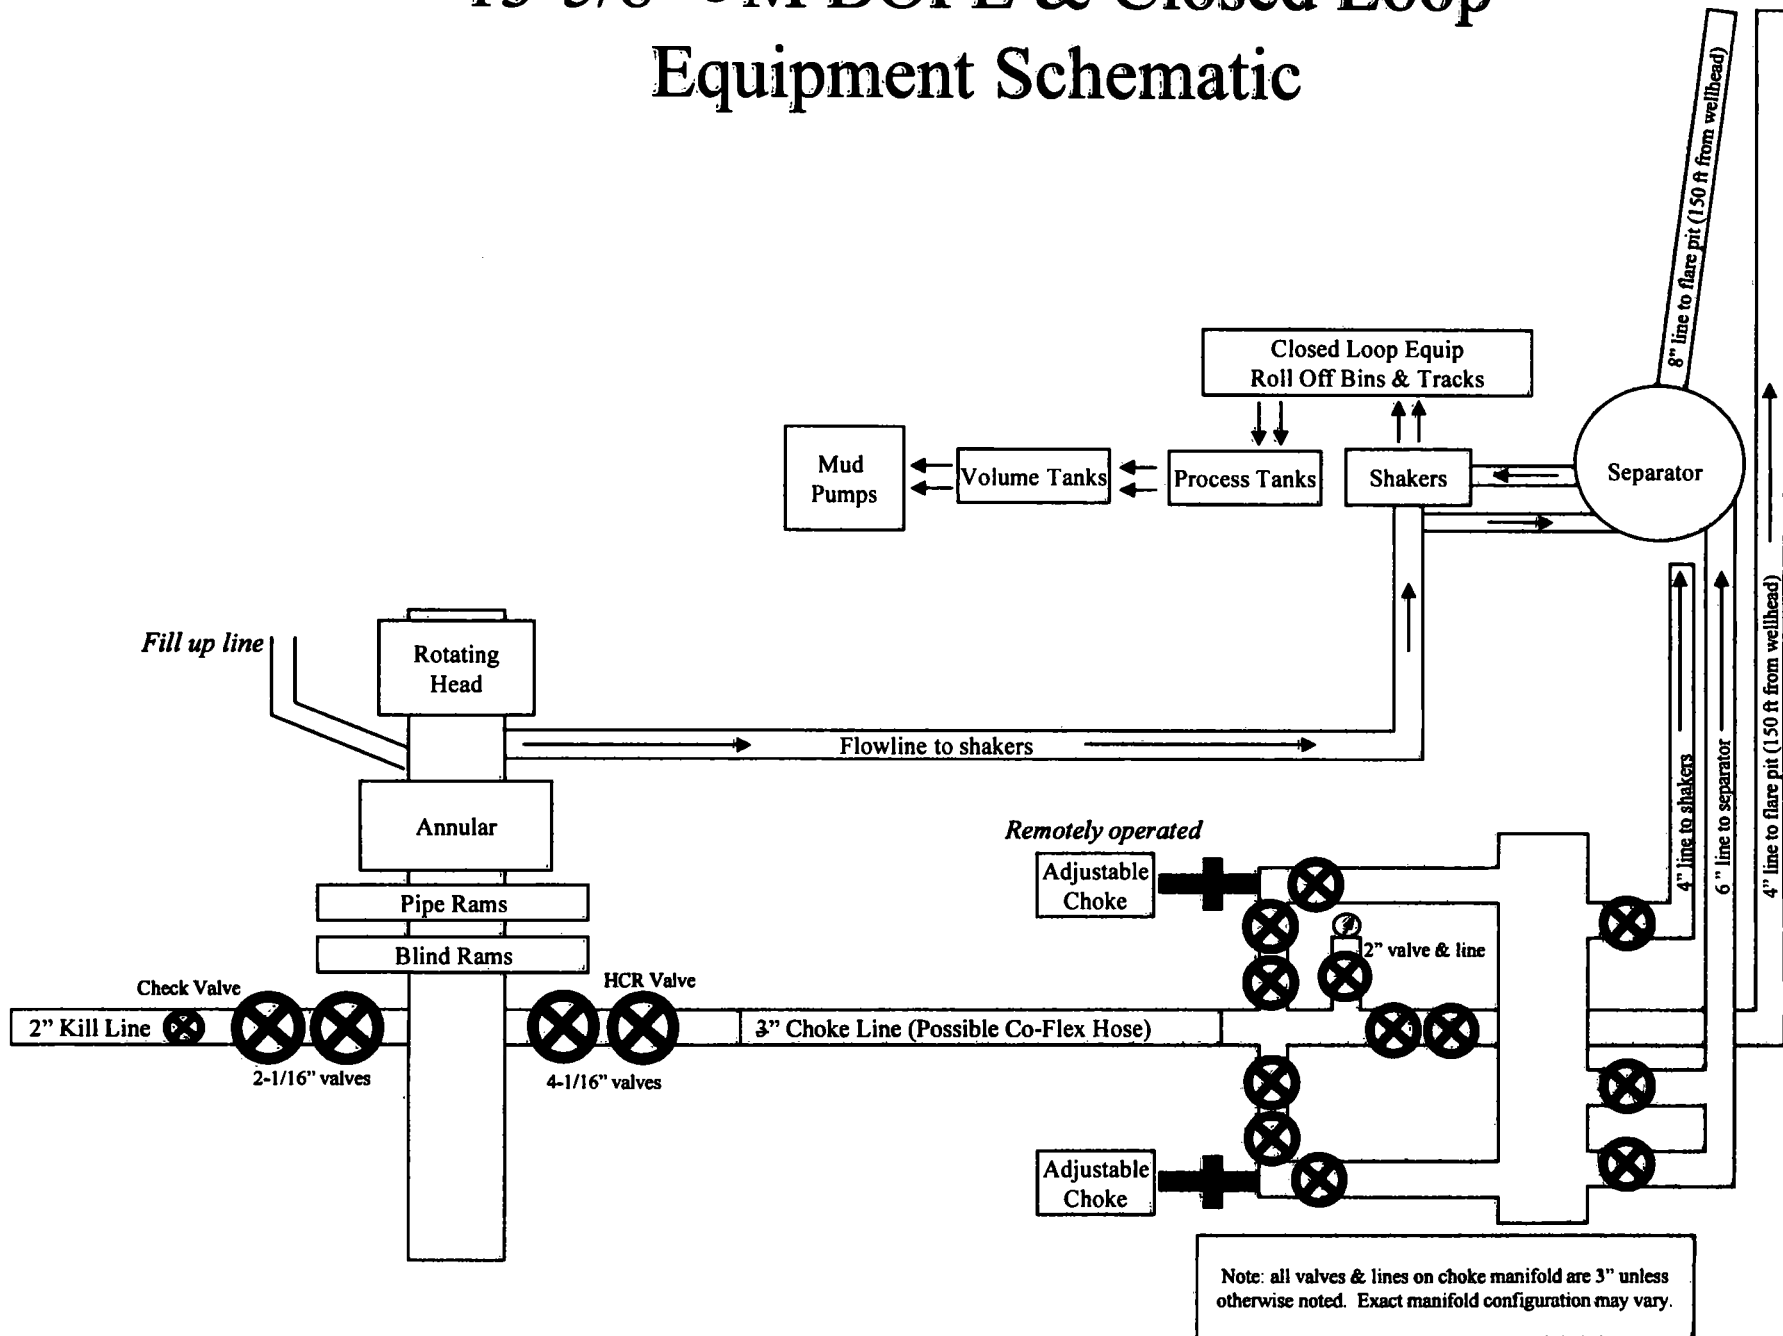 BOPE & Closed Loop
Equipment Schematic
8" line to flare pit (150 ft from wellhead)
Closed Loop Equip
Roll Off Bins & Tracks
Mud
Pumps
Volume Tanks
Process Tanks
Shakers
Separator
Fill up line
Rotating
Head
Flowline to shakers
Annular
Pipe Rams
Blind Rams
Check Valve
HCR Valve
2" Kill Line
3" Choke Line (Possible Co-Flex Hose)
2-1/16" valves
4-1/16" valves
Remotely operated
Adjustable
Choke
2" valve & line
Adjustable
Choke
4" line to shakers
6" line to separator
4" line to flare pit (150 ft from wellhead)
Note: all valves & lines on choke manifold are 3" unless
otherwise noted. Exact manifold configuration may vary.